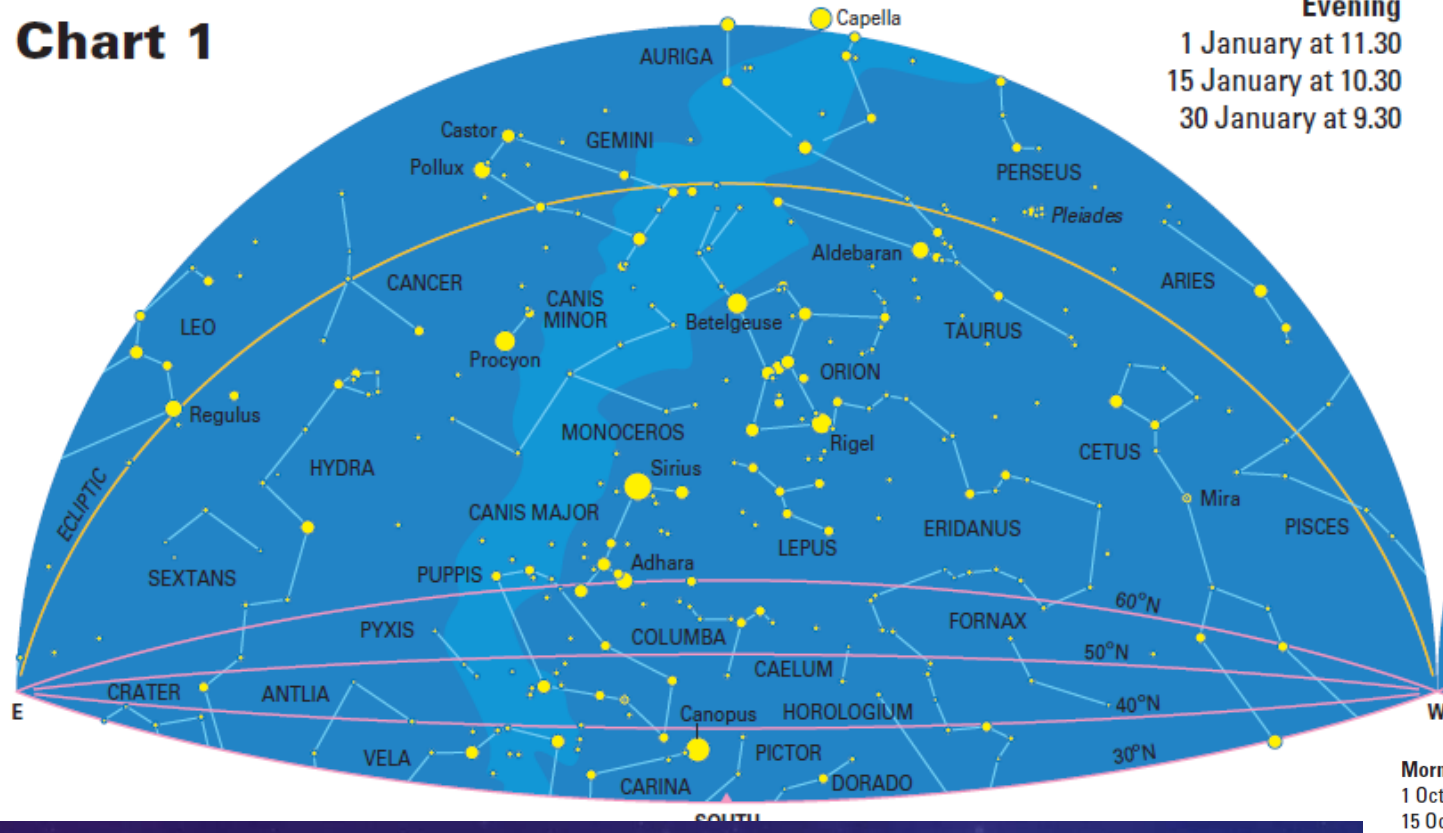 Chart 1
Evening
1 January at 11.30
15 January at 10.30
30 January at 9.30
Capella
AURIGA
Castor
GEMINI
Pollux
PERSEUS
Pleiades
Aldebaran
ARIES
CANCER
CANIS
MINOR
LEO
Betelgeuse
TAURUS
Procyon
ORION
Regulus
MONOCEROS
Rigel
CETUS
HYDRA
Sirius
Mira
ECLIPTIC
CANIS MAJOR
ERIDANUS
PISCES
LEPUS
Adhara
SEXTANS
PUPPIS
60°N
FORNAX
PYXIS
COLUMBA
50°N
CAELUM
CRATER
ANTLIA
40°N
E
Canopus
HOROLOGIUM
W
PICTOR
30°N
VELA
CARINA
DORADO
SOUTH
Morn
1 Oct
15 Oc